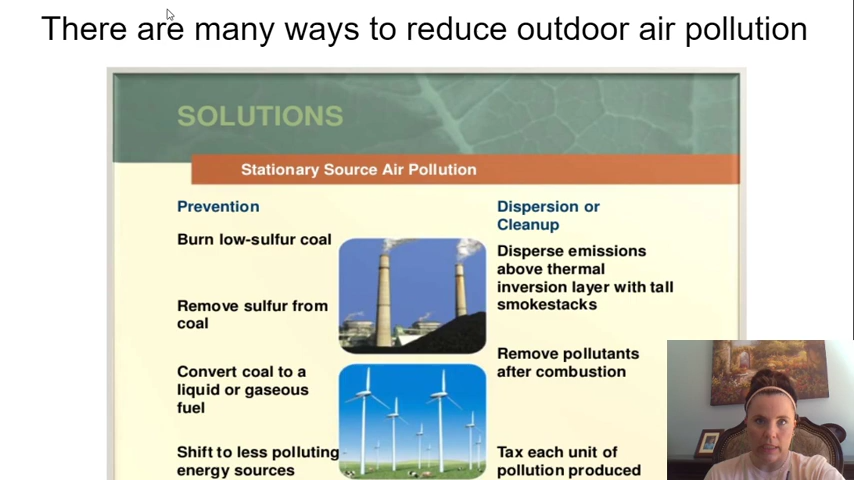 There are many ways to reduce outdoor air pollution
SOLUTIONS
Stationary Source Air Pollution
Prevention
Burn low-sulfur coal
Remove sulfur from
coal
Convert coal to a
liquid or gaseous
fuel
Shift to less polluting
energy sources
Dispersion or
Cleanup
Disperse emissions
above thermal
inversion layer with tall
smokestacks
Remove pollutants
after combustion
Tax each unit of
pollution produced